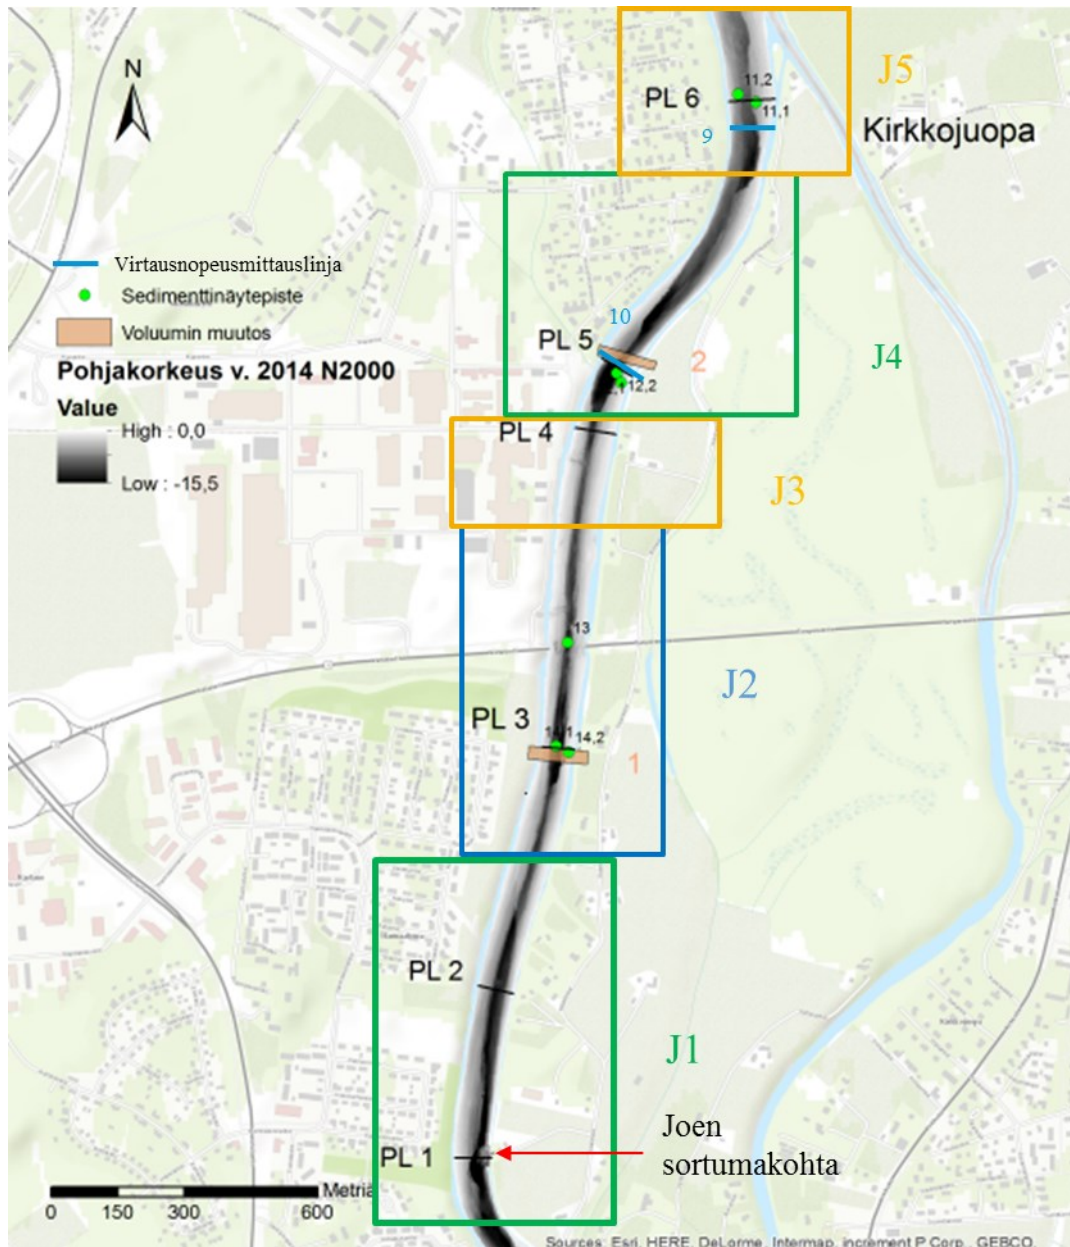 J5
11,2
PL 6
11,1
Kirkkojuopa
9
N
Virtausnopeusmittauslinja
Sedimenttinäytepiste
10
Voluumin muutos
PL 5
2
J4
Pohjakorkeus v. 2014 N2000
12,2
Value
High : 0,0
PL 4
Low : -15,5
J3
13
J2
PL 3
14,1
14,2
1
PL 2
J1
Joen
sortumakohta
PL 1
0 150 300 600
Sources: Esri, HERE, DeLorme, Intermap, increment P Corp., GEBCO,